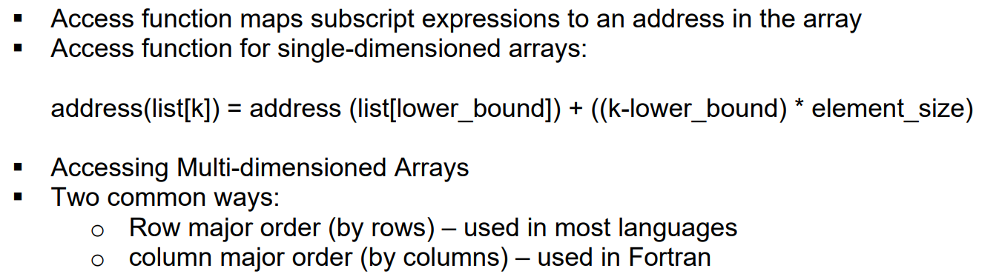 ▪ Access function maps subscript expressions to an address in the array
▪ Access function for single-dimensioned arrays:
address(list[k]) = address (list[lower_bound]) + ((k-lower_bound) * element_size)
▪ Accessing Multi-dimensioned Arrays
▪ Two common ways:
o Row major order (by rows) – used in most languages
o column major order (by columns) – used in Fortran